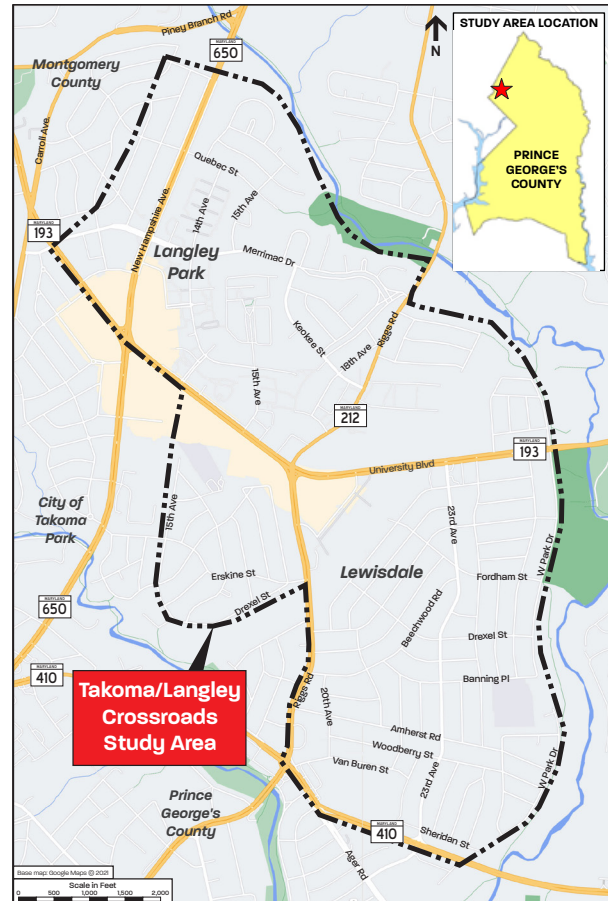 Piney Branch Rd
MARYLAND
650
N
STUDY AREA LOCATION
PRINCE
GEORGE'S
COUNTY
Montgomery
County
Carroll Ave.
New Hampshire Ave.
Quebec St
14th Ave
15th Ave
MARYLAND
193
Langley
Park
Merrimac Dr
Keokee St
18th Ave
Riggs Rd
15th Ave
MARYLAND
212
MARYLAND
193
University Blvd
City of
Takoma
Park
15th Ave
23rd Ave
W Park Dr
Lewisdale
Erskine St
Fordham St
MARYLAND
650
Drexel St
Beechwood Rd
Drexel St
MARYLAND
410
Takoma/Langley
Crossroads
Study Area
Riggs Rd
20th Ave
Banning Pl
Amherst Rd
Woodberry St
Van Buren St
23rd Ave
W Park Dr
Prince
George's
County
MARYLAND
410
Sheridan St
Ager Rd
Base map: Google Maps © 2021
Scale in Feet
0 500 1,000 1,500 2,000